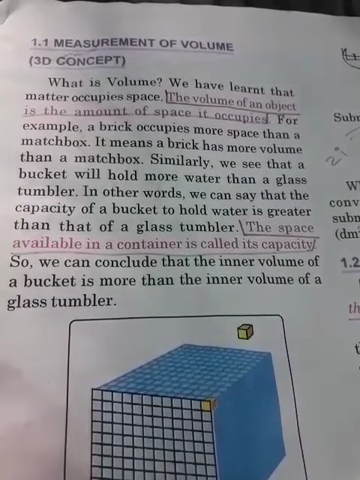 1.1 MEASUREMENT OF VOLUME
(3D CONCEPT)
What is Volume? We have learnt that
matter occupies space. The volume of an object
is the amount of space it occupies. For
example, a brick occupies more space than a
matchbox. It means a brick has more volume
than a matchbox. Similarly, we see that a
bucket will hold more water than a glass
tumbler. In other words, we can say that the
capacity of a bucket to hold water is greater
than that of a glass tumbler. The space
available in a container is called its capacity.
So, we can conclude that the inner volume of
a bucket is more than the inner volume of a
glass tumbler.
conv
(dm
1.2